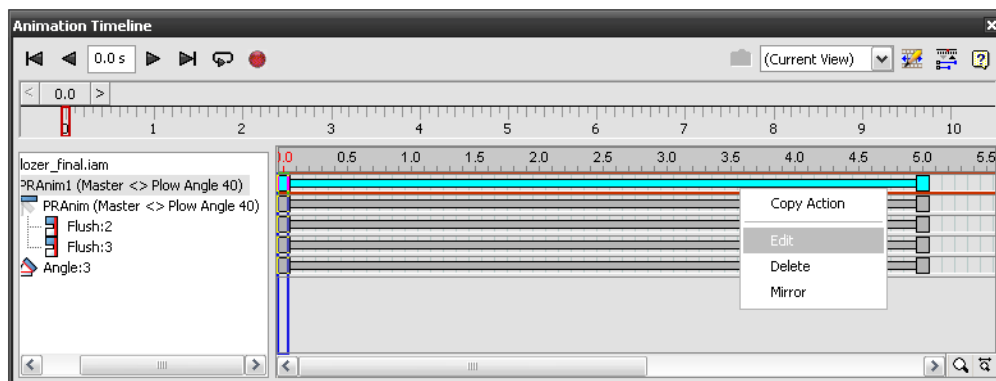 Animation Timeline
0.0 s
(Current View)
< 0.0 >
0 1 2 3 4 5 6 7 8 9 10
lozer_final.iam
PRAnim1 (Master <> Plow Angle 40)
PRAnim (Master <> Plow Angle 40)
Flush:2
Flush:3
Angle:3
0.0 0.5 1.0 1.5 2.0 2.5 3.0 3.5 4.0 4.5 5.0 5.5
Copy Action
Edit
Delete
Mirror